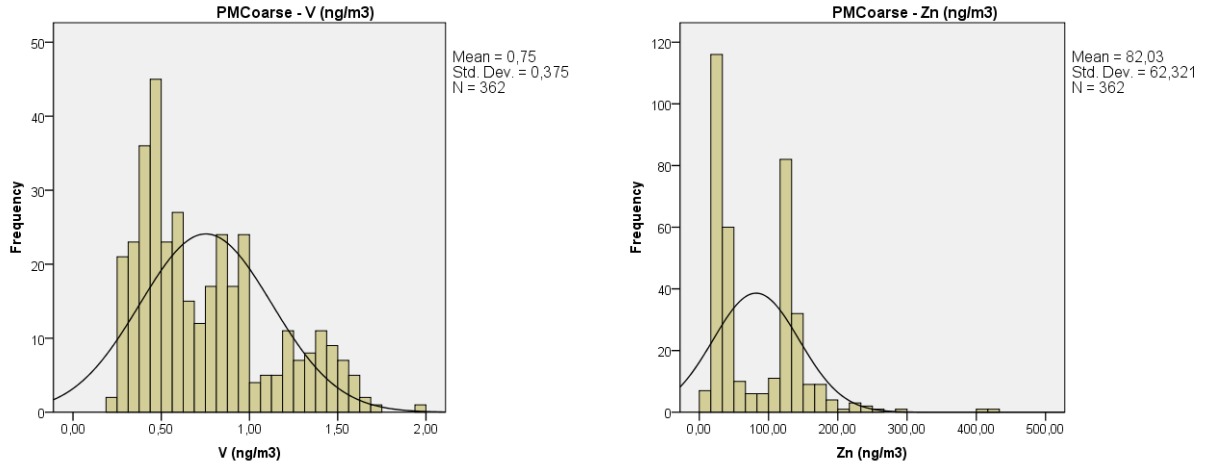 PMCoarse - V (ng/m3)
50
40
30
20
10
0
Frequency
0,00
0,50
1,00
1,50
2,00
V (ng/m3)
Mean = 0,75
Std. Dev. = 0,375
N = 362
PMCoarse - Zn (ng/m3)
120
100
80
60
40
20
0
Frequency
0,00
100,00
200,00
300,00
400,00
500,00
Zn (ng/m3)
Mean = 82,03
Std. Dev. = 62,321
N = 362